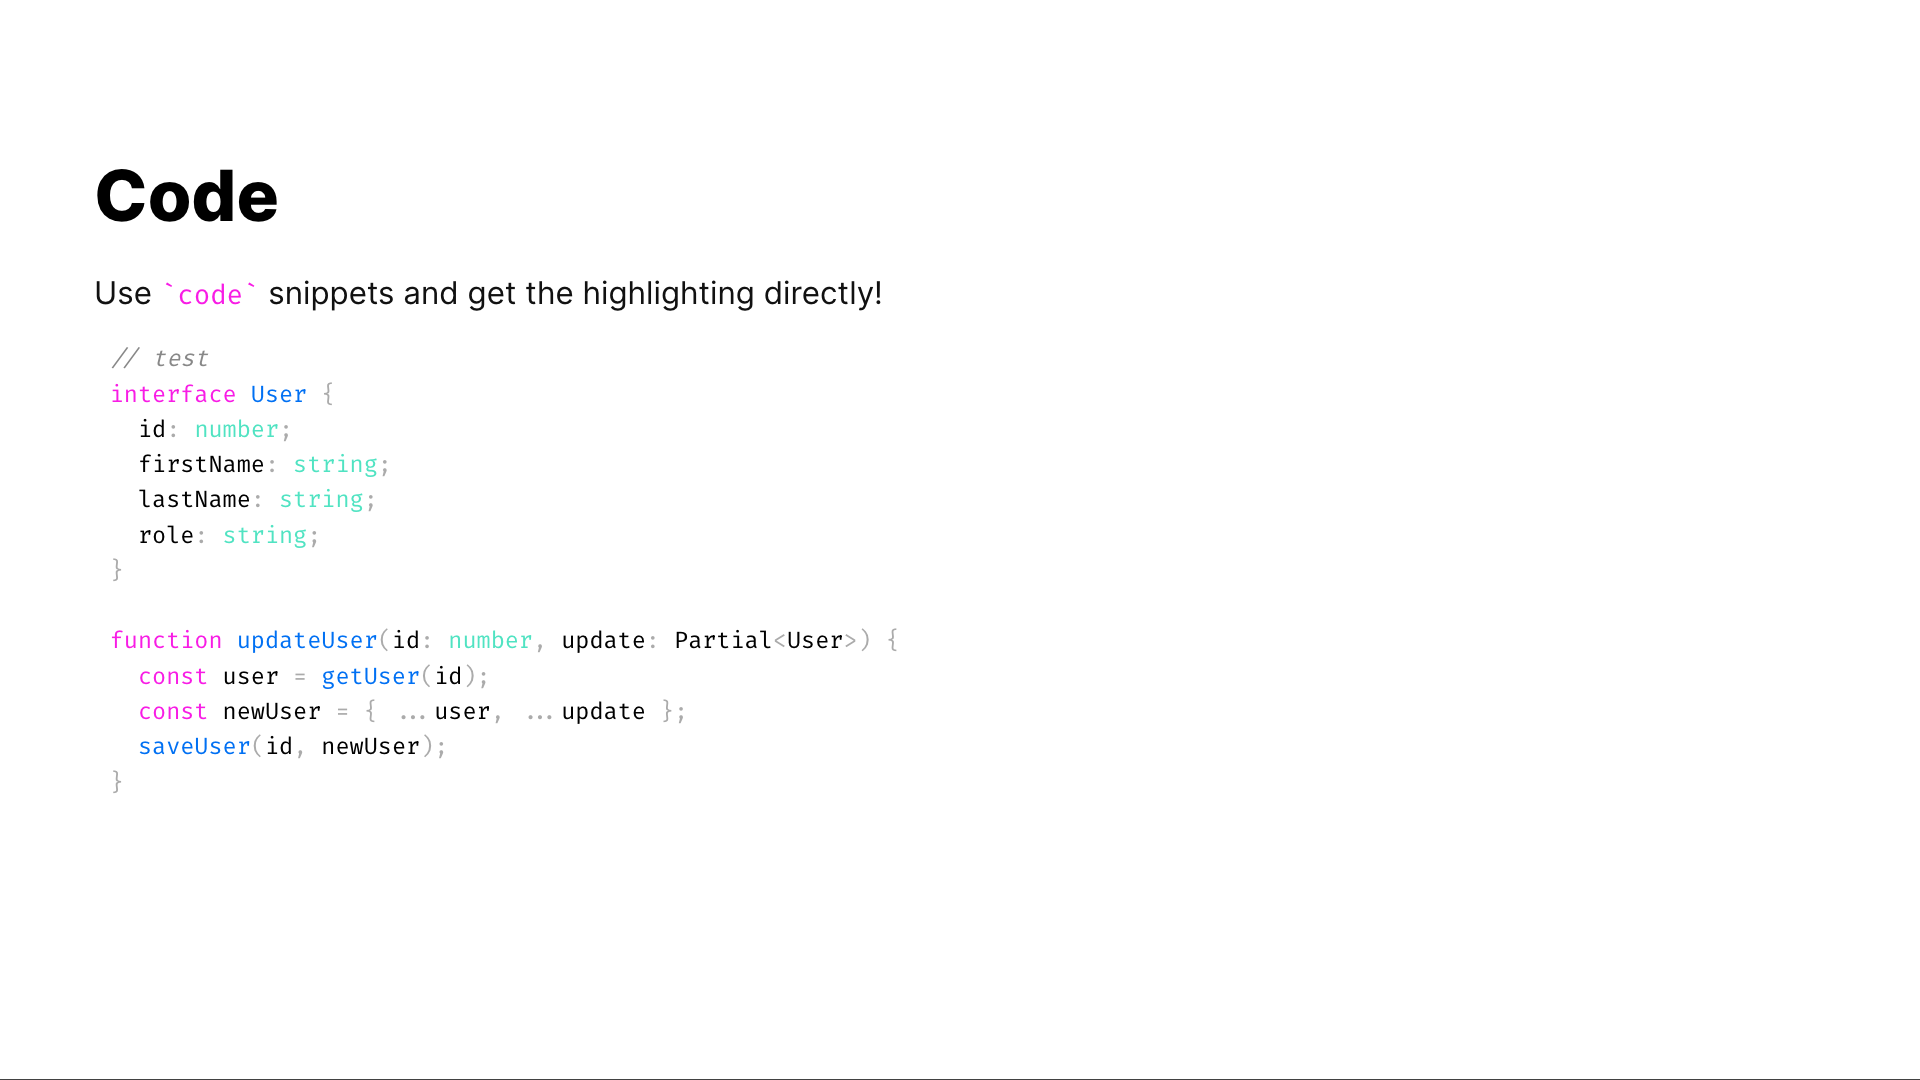 Code
Use `code` snippets and get the highlighting directly!
// test
interface User {
  id: number;
  firstName: string;
  lastName: string;
  role: string;
}
function updateUser(id: number, update: Partial<User>) {
  const user = getUser(id);
  const newUser = { ...user, ...update };
  saveUser(id, newUser);
}